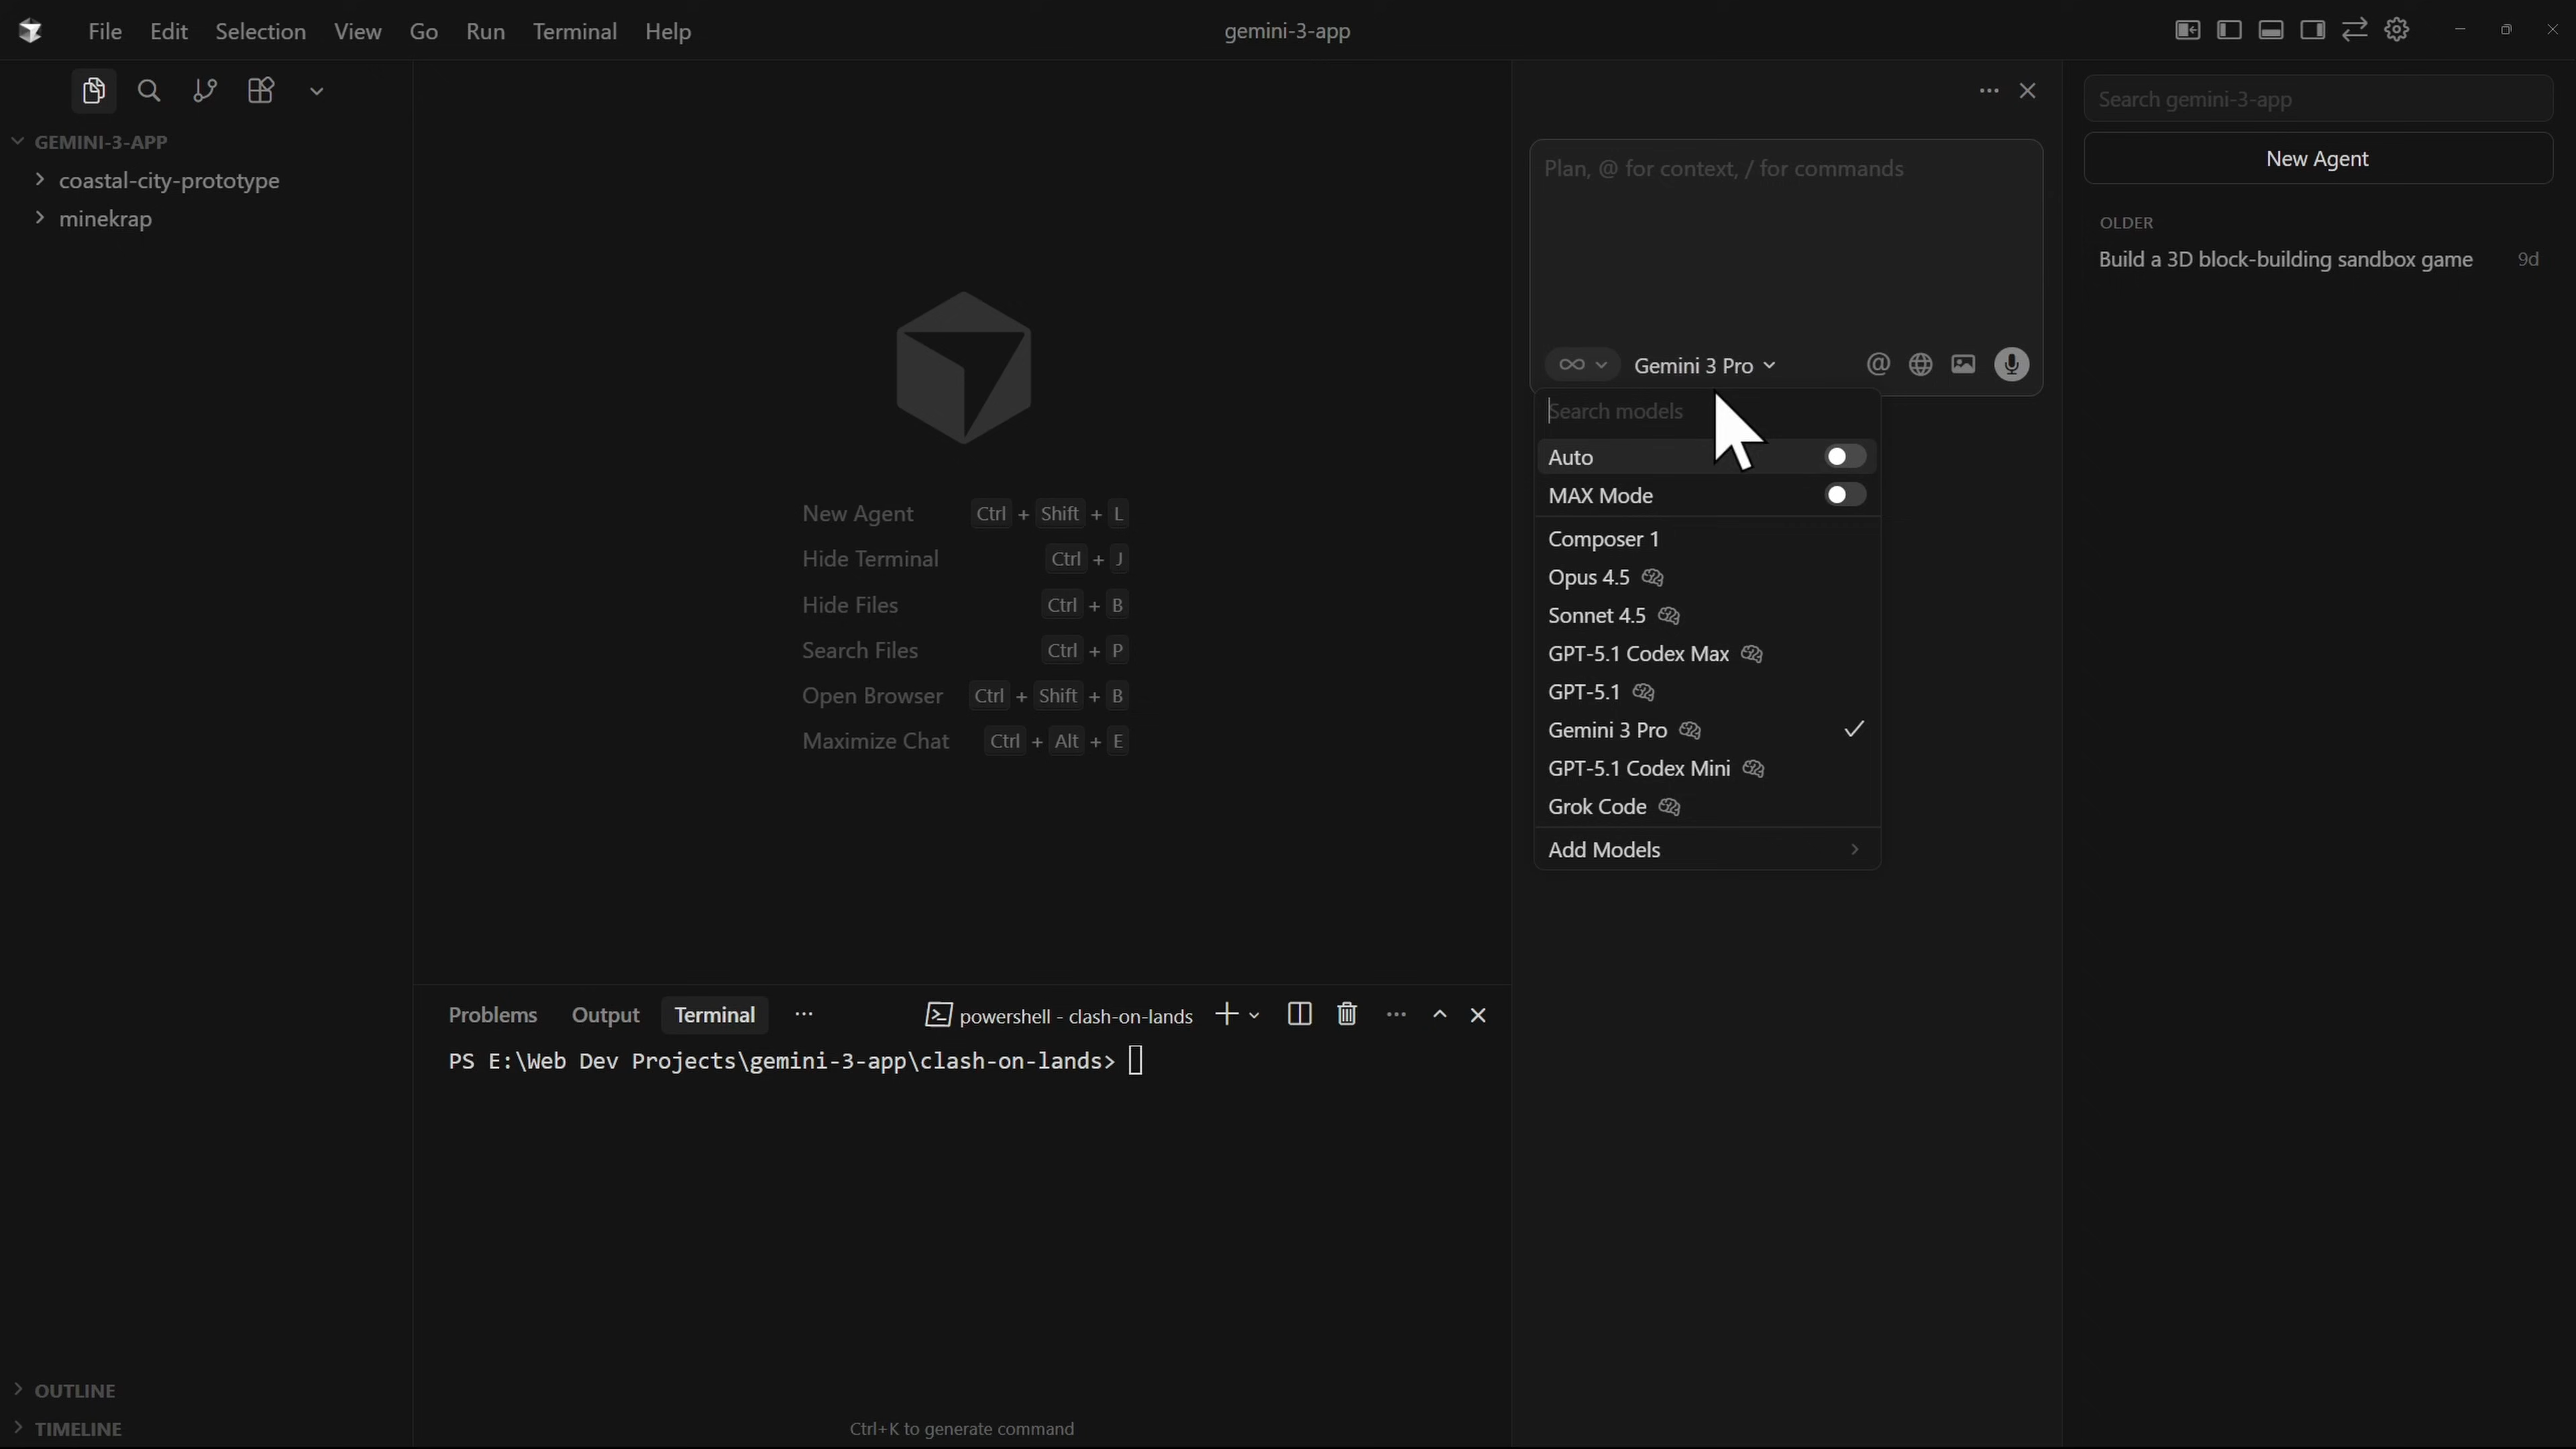 File Edit Selection View Go Run Terminal Help
gemini-3-app
GEMINI-3-APP
coastal-city-prototype
minekrap
OUTLINE
TIMELINE
New Agent Ctrl + Shift + L
Hide Terminal Ctrl + J
Hide Files Ctrl + B
Search Files Ctrl + P
Open Browser Ctrl + Shift + B
Maximize Chat Ctrl + Alt + E
Problems Output Terminal
powershell - clash-on-lands
PS E:\Web Dev Projects\gemini-3-app\clash-on-lands>
Ctrl+K to generate command
Plan, @ for context, / for commands
Gemini 3 Pro
Search models
Auto
MAX Mode
Composer 1
Opus 4.5
Sonnet 4.5
GPT-5.1 Codex Max
GPT-5.1
Gemini 3 Pro
GPT-5.1 Codex Mini
Grok Code
Add Models
Search gemini-3-app
New Agent
OLDER
Build a 3D block-building sandbox game 9d